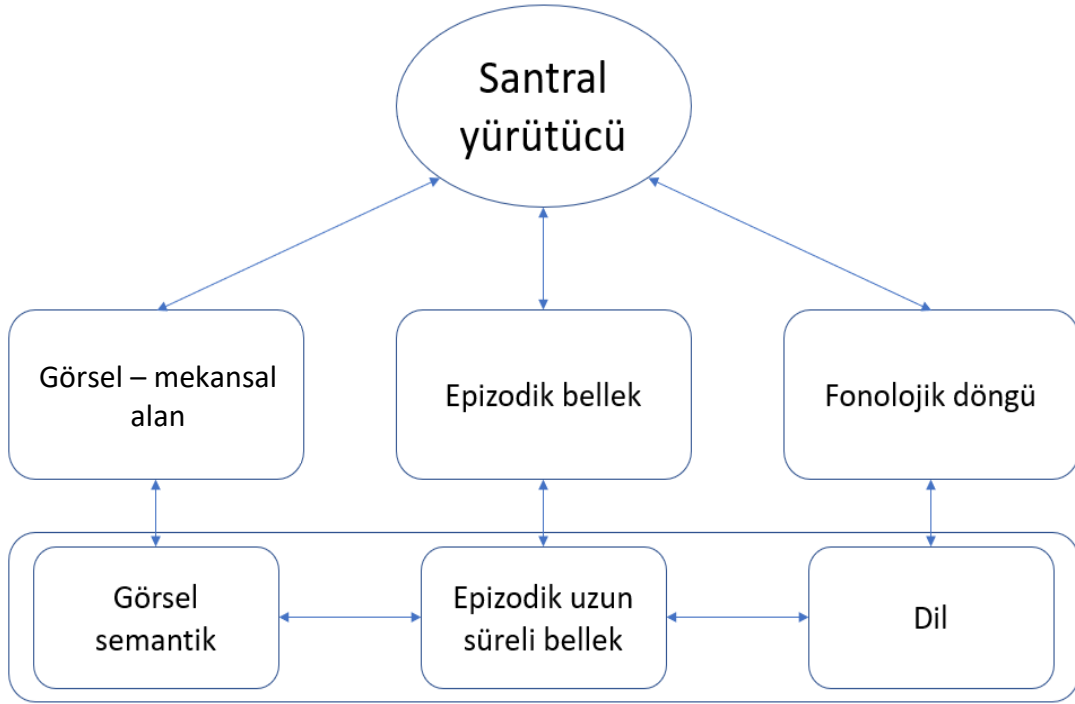 Santral
yürütücü
Görsel – mekansal
alan
Epizodik bellek
Fonolojik döngü
Görsel
semantik
Epizodik uzun
süreli bellek
Dil